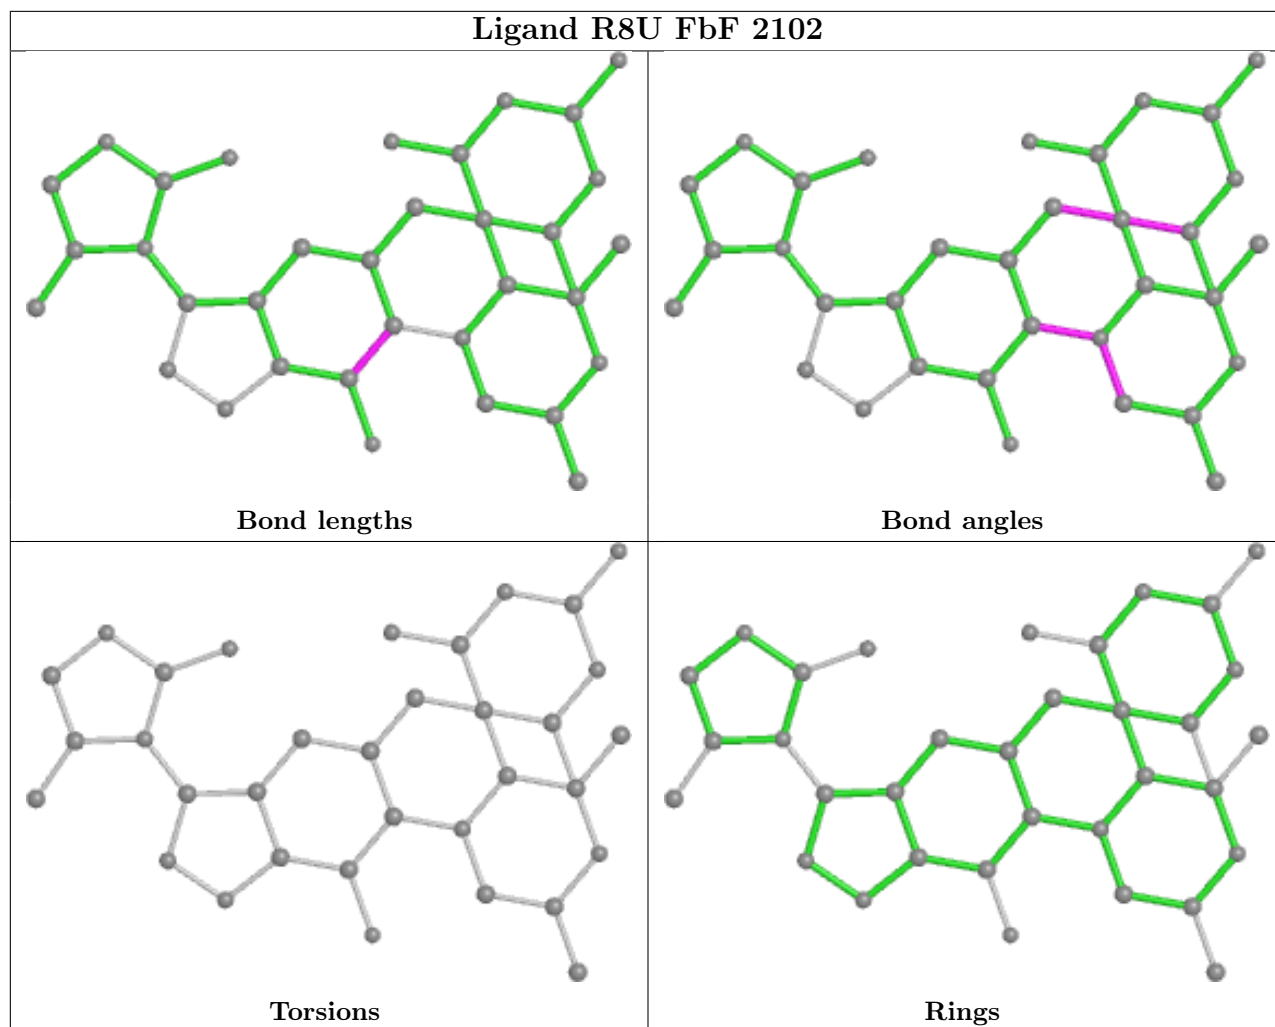 Ligand R8U FbF 2102
Bond lengths
Bond angles
Torsions
Rings